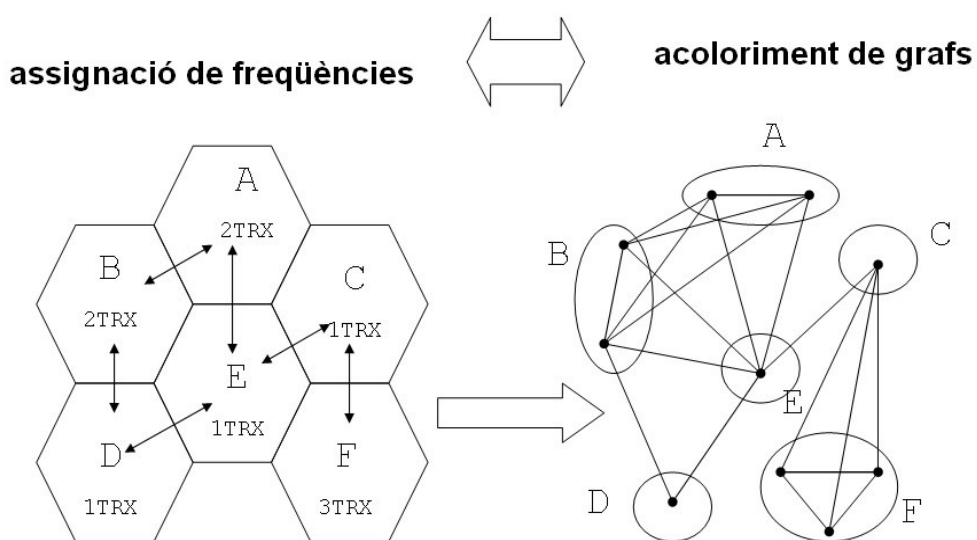 assignació de freqüències
acoloriment de grafs
A
2TRX
B
2TRX
C
1TRX
E
1TRX
D
1TRX
F
3TRX
A
B
C
E
D
F